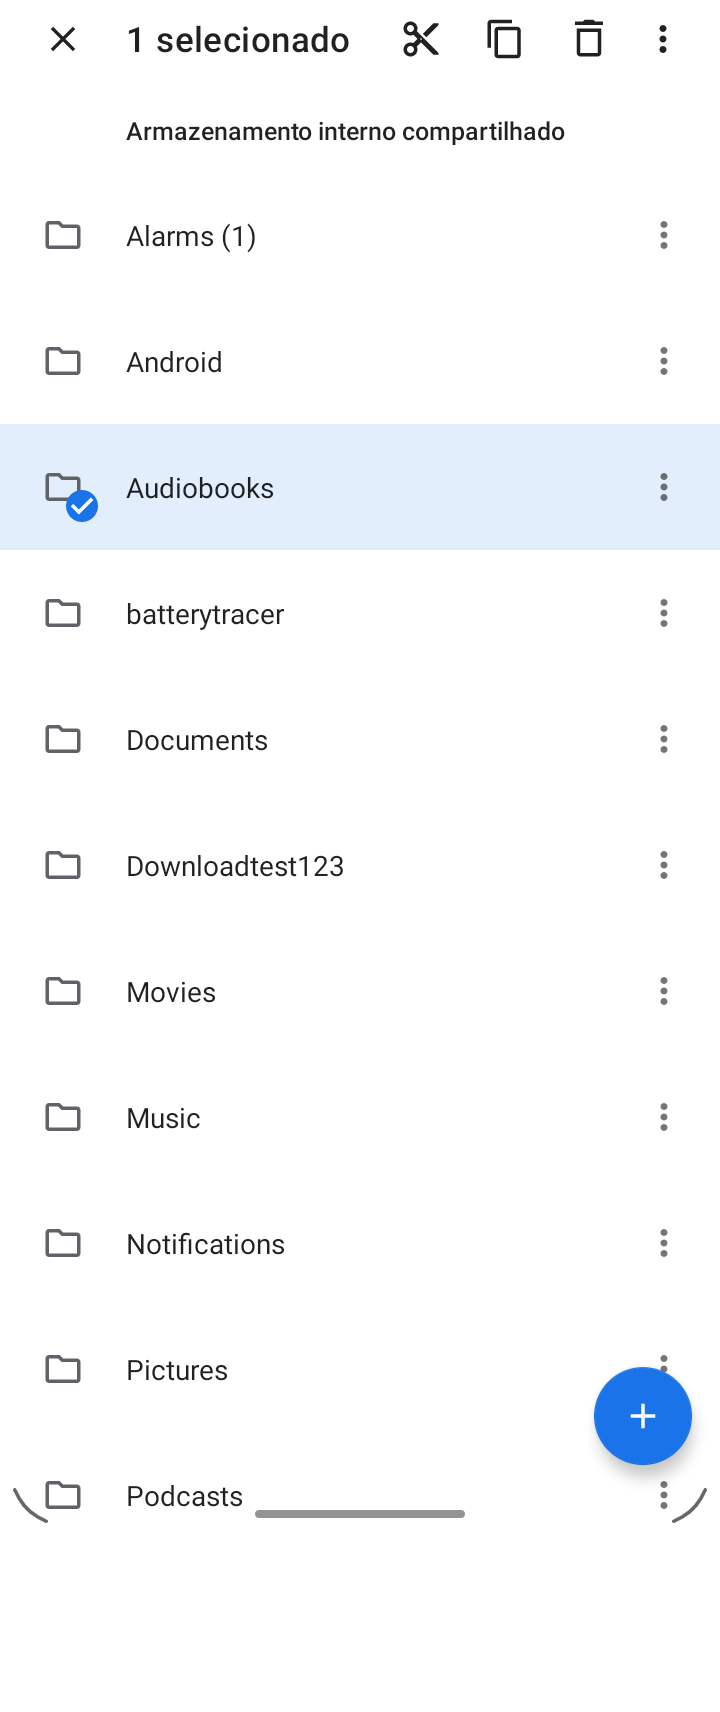 1 selecionado
Armazenamento interno compartilhado
Alarms (1)
Android
Audiobooks
batterytracer
Documents
Downloadtest123
Movies
Music
Notifications
Pictures
Podcasts